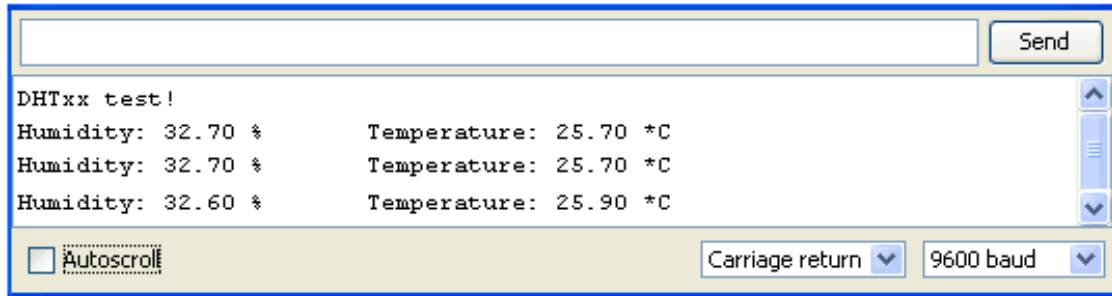 Send
DHTxx test!
Humidity: 32.70 % Temperature: 25.70 *C
Humidity: 32.70 % Temperature: 25.70 *C
Humidity: 32.60 % Temperature: 25.90 *C
Autoscroll Carriage return 9600 baud